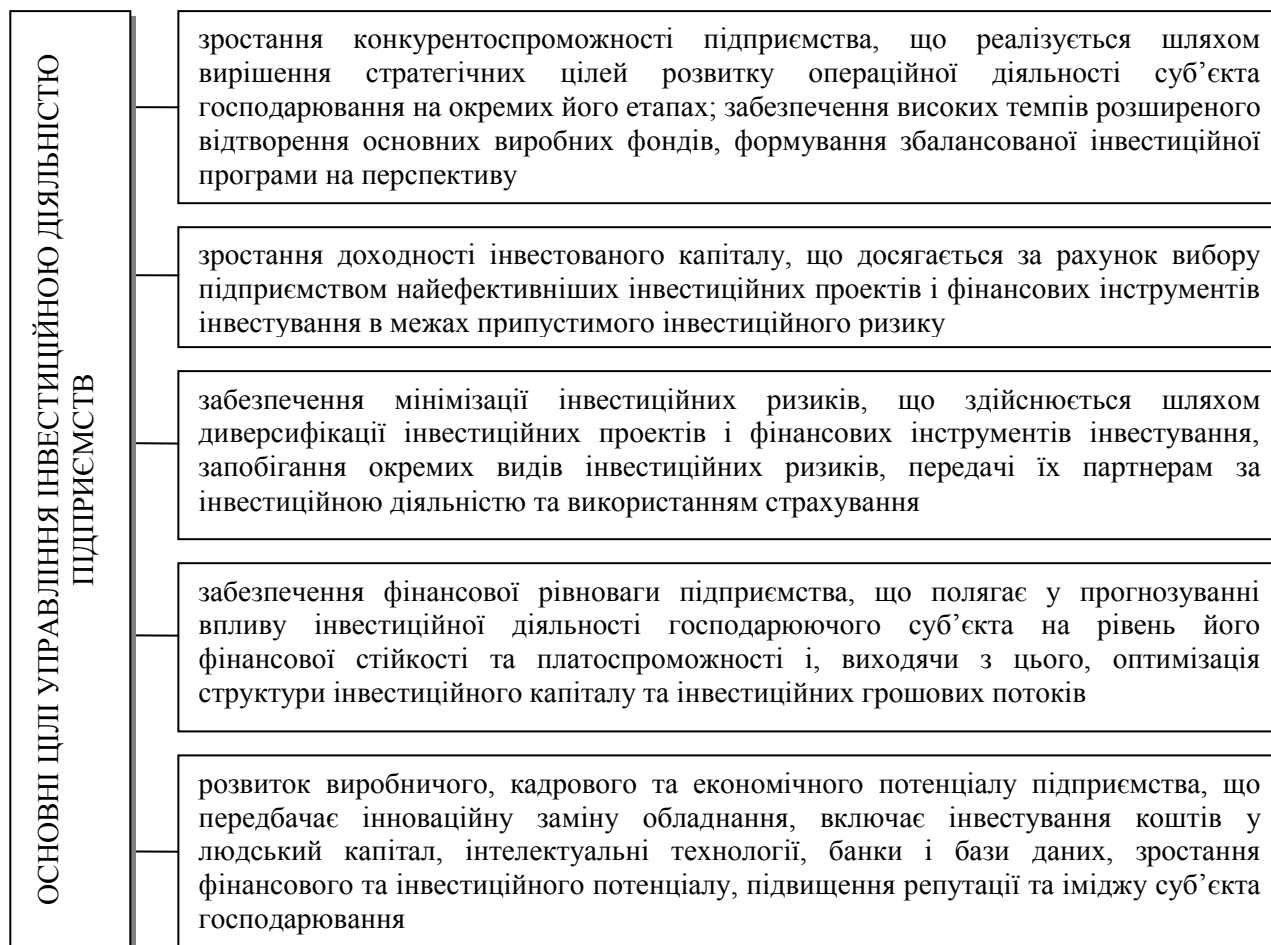 ОСНОВНІ ЦІЛІ УПРАВЛІННЯ ІНВЕСТИЦІЙНОЮ ДІЯЛЬНІСТЮ
ПІДПРИЄМСТВ
зростання конкурентоспроможності підприємства, що реалізується шляхом
вирішення стратегічних цілей розвитку операційної діяльності суб’єкта
господарювання на окремих його етапах; забезпечення високих темпів розширеного
відтворення основних виробних фондів, формування збалансованої інвестиційної
програми на перспективу
зростання доходності інвестованого капіталу, що досягається за рахунок вибору
підприємством найефективніших інвестиційних проектів і фінансових інструментів
інвестування в межах припустимого інвестиційного ризику
забезпечення мінімізації інвестиційних ризиків, що здійснюється шляхом
диверсифікації інвестиційних проектів і фінансових інструментів інвестування,
запобігання окремих видів інвестиційних ризиків, передачі їх партнерам за
інвестиційною діяльністю та використанням страхування
забезпечення фінансової рівноваги підприємства, що полягає у прогнозуванні
впливу інвестиційної діяльності господарюючого суб’єкта на рівень його
фінансової стійкості та платоспроможності і, виходячи з цього, оптимізація
структури інвестиційного капіталу та інвестиційних грошових потоків
розвиток виробничого, кадрового та економічного потенціалу підприємства, що
передбачає інноваційну заміну обладнання, включає інвестування коштів у
людський капітал, інтелектуальні технології, банки і бази даних, зростання
фінансового та інвестиційного потенціалу, підвищення репутації та іміджу суб’єкта
господарювання